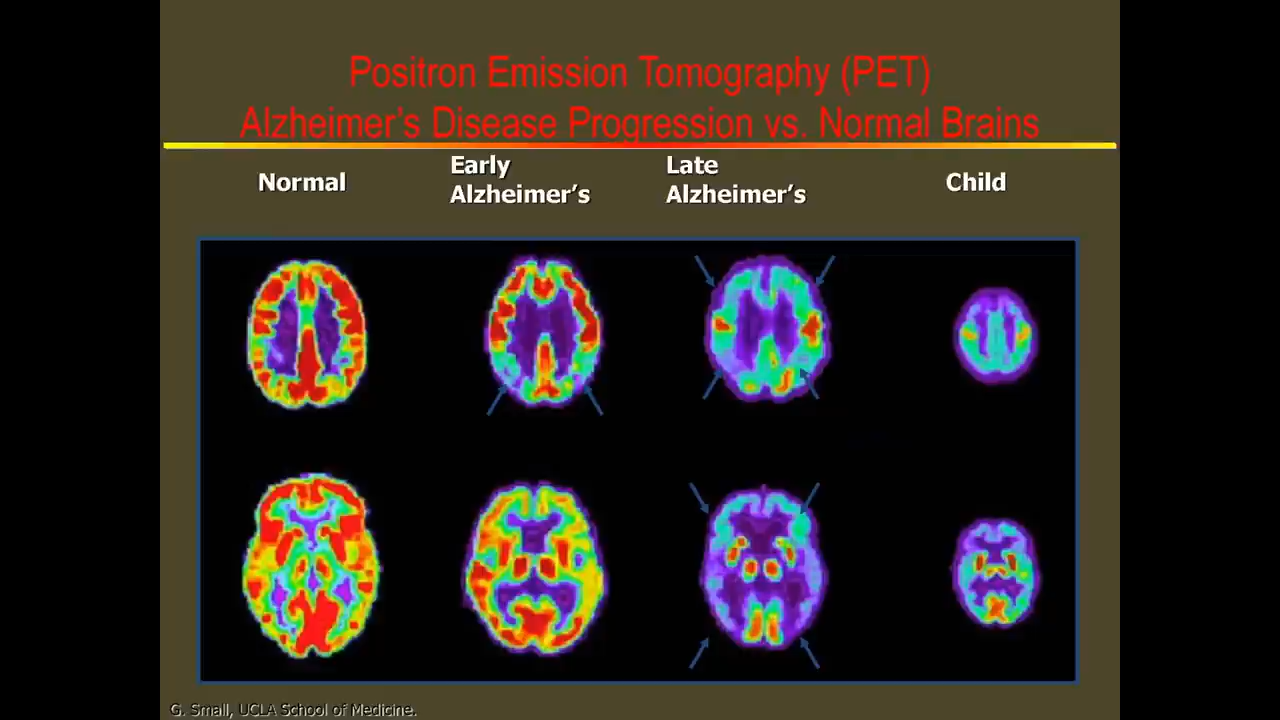 Positron Emission Tomography (PET)
Alzheimer's Disease Progression vs. Normal Brains
Normal
Early
Alzheimer's
Late
Alzheimer's
Child
G. Small, UCLA School of Medicine.